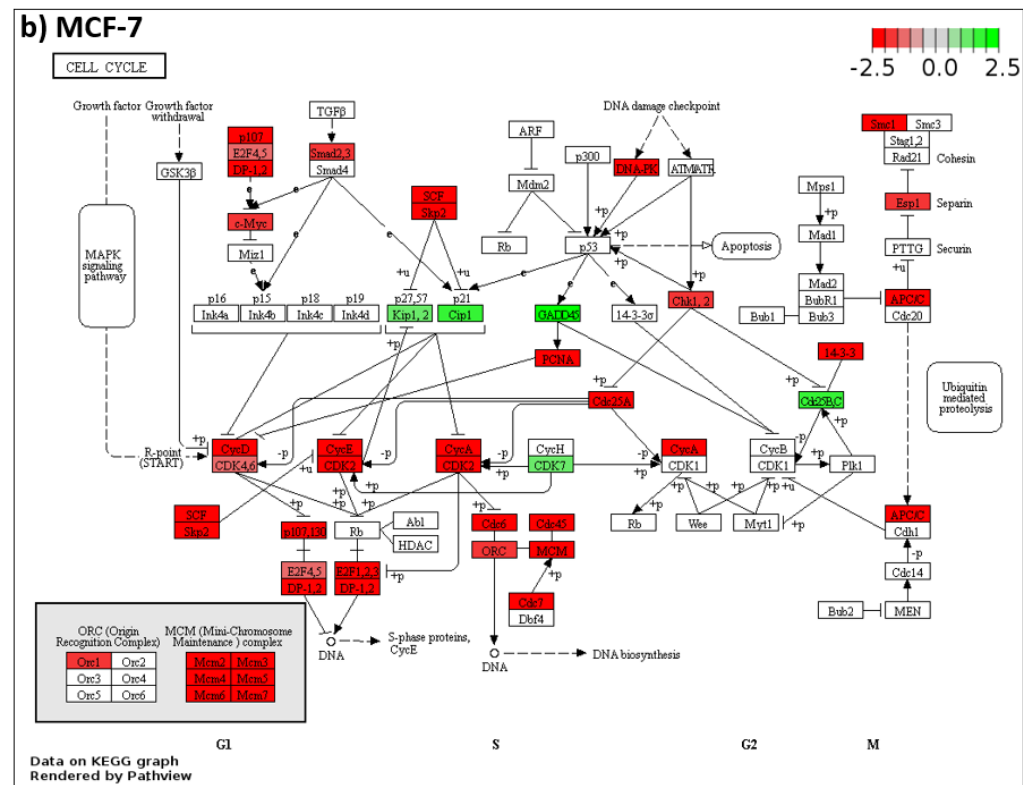 b) MCF-7
CELL CYCLE
-2.5 0.0 2.5
Growth factor
Growth factor
withdrawal
TGFβ
DNA damage checkpoint
p107
E2F4,5
DP-1,2
Smad2,3
Smad4
ARF
p300
DNA-PK
ATM/ATR
Smc1
Smc3
Stag1,2
Rad21
Cohesin
GSK3β
Mdm2
Mps1
SCF
Skp2
Esp1
Separin
e
e
e
e
+p
+p
+p
+p
c-Myc
Miz1
Rb
p53
Apoptosis
Mad1
PTTG
Securin
MAPK
signaling
pathway
e
+u
+u
e
e
e
+p
+p
+u
Mad2
BubR1
Bub3
Bub1
p16
Ink4a
p15
Ink4b
p18
Ink4c
p19
Ink4d
p27,57
Kip1, 2
p21
Cip1
GADD45
14-3-3σ
Chk1, 2
APC/C
Cdc20
+p
PCNA
14-3-3
+p
+p
Cdc25A
Cdc25B,C
Ubiquitin
mediated
proteolysis
R-point
(START)
+p
CycD
CDK4,6
-p
CycE
CDK2
-p
CycA
CDK2
-p
+p
CycH
CDK7
-p
+p
CycA
CDK1
CycB
CDK1
-p
+p
+p
Plk1
+u
+p
+p
+p
+p
+p
+p
+p
+u
+p
SCF
Skp2
p107,130
Rb
Abl
HDAC
Cdc6
Cdc45
ORC
MCM
Rb
Wee
Myt1
APC/C
Cdh1
-p
E2F4,5
DP-1,2
E2F1,2,3
DP-1,2
+p
+p
Cdc7
Dbf4
Cdc14
Bub2
MEN
DNA
S-phase proteins,
CycE
DNA
DNA biosynthesis
ORC (Origin
Recognition Complex)
MCM (Mini-Chromosome
Maintenance ) complex
Orc1 Orc2
Orc3 Orc4
Orc5 Orc6
Mcm2 Mcm3
Mcm4 Mcm5
Mcm6 Mcm7
G1 S G2 M
Data on KEGG graph
Rendered by Pathview